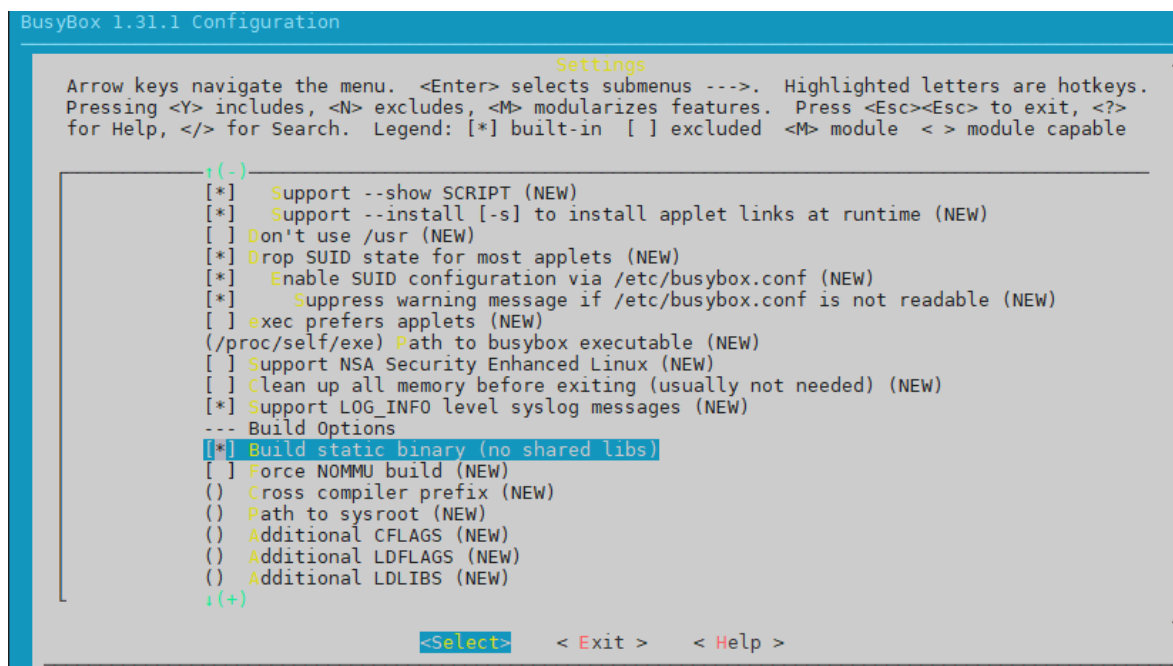 BusyBox 1.31.1 Configuration
Settings
Arrow keys navigate the menu.  <Enter> selects submenus --->.  Highlighted letters are hotkeys.
Pressing <Y> includes, <N> excludes, <M> modularizes features.  Press <Esc><Esc> to exit, <?>
for Help, </> for Search.  Legend: [*] built-in  [ ] excluded  <M> module  < > module capable
↑(-)
[*]   Support --show SCRIPT (NEW)
[*]   Support --install [-s] to install applet links at runtime (NEW)
[ ] Don't use /usr (NEW)
[*] Drop SUID state for most applets (NEW)
[*]   Enable SUID configuration via /etc/busybox.conf (NEW)
[*]     Suppress warning message if /etc/busybox.conf is not readable (NEW)
[ ] exec prefers applets (NEW)
(/proc/self/exe) Path to busybox executable (NEW)
[ ] Support NSA Security Enhanced Linux (NEW)
[ ] Clean up all memory before exiting (usually not needed) (NEW)
[*] Support LOG_INFO level syslog messages (NEW)
--- Build Options
[*] Build static binary (no shared libs)
[ ] Force NOMMU build (NEW)
()  Cross compiler prefix (NEW)
()  Path to sysroot (NEW)
()  Additional CFLAGS (NEW)
()  Additional LDFLAGS (NEW)
()  Additional LDLIBS (NEW)
↓(+)
<Select>    < Exit >    < Help >